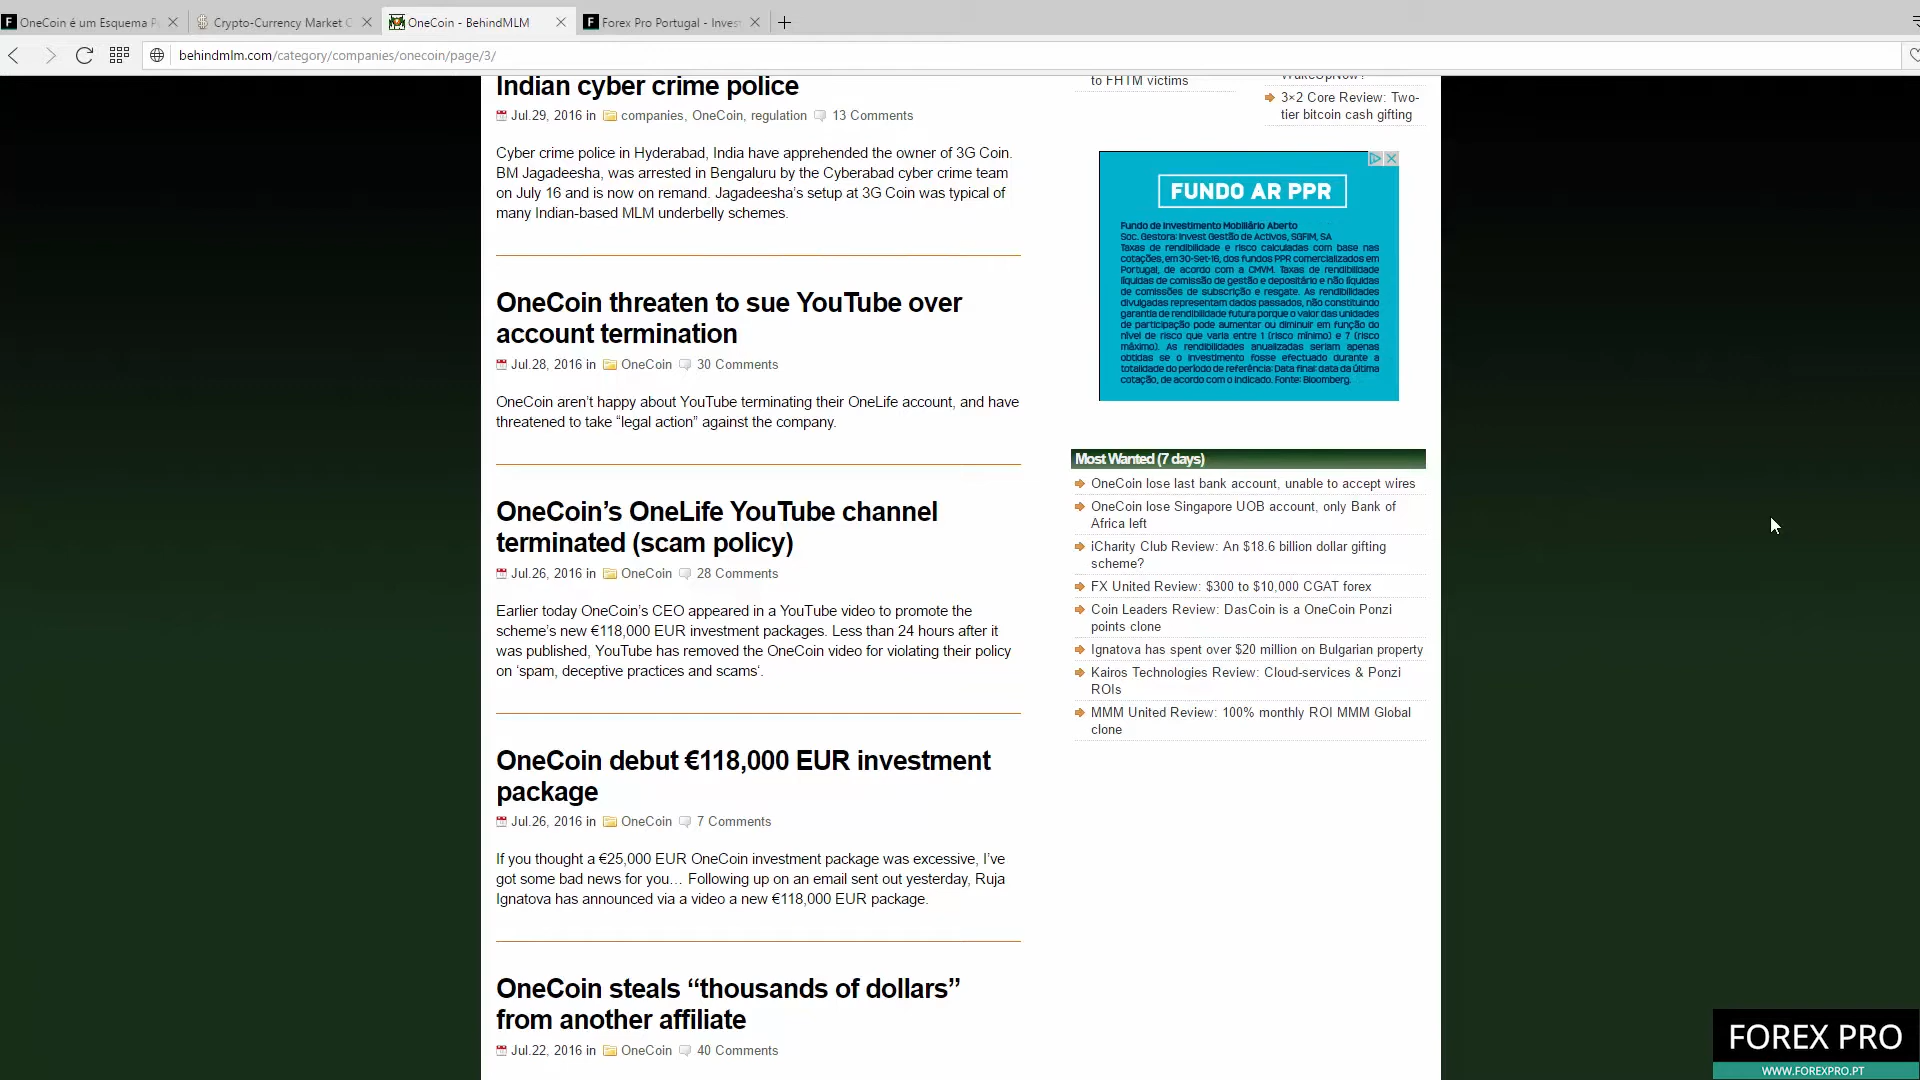 OneCoin é um Esquema P
Crypto-Currency Market C
OneCoin - BehindMLM
Forex Pro Portugal - Inves
behindmlm.com/category/companies/onecoin/page/3/
Indian cyber crime police
Jul.29, 2016 in companies, OneCoin, regulation 13 Comments
Cyber crime police in Hyderabad, India have apprehended the owner of 3G Coin.
BM Jagadeesha, was arrested in Bengaluru by the Cyberabad cyber crime team
on July 16 and is now on remand. Jagadeesha's setup at 3G Coin was typical of
many Indian-based MLM underbelly schemes.
OneCoin threaten to sue YouTube over
account termination
Jul.28, 2016 in OneCoin 30 Comments
OneCoin aren't happy about YouTube terminating their OneLife account, and have
threatened to take “legal action” against the company.
OneCoin’s OneLife YouTube channel
terminated (scam policy)
Jul.26, 2016 in OneCoin 28 Comments
Earlier today OneCoin’s CEO appeared in a YouTube video to promote the
scheme’s new €118,000 EUR investment packages. Less than 24 hours after it
was published, YouTube has removed the OneCoin video for violating their policy
on ‘spam, deceptive practices and scams‘.
OneCoin debut €118,000 EUR investment
package
Jul.26, 2016 in OneCoin 7 Comments
If you thought a €25,000 EUR OneCoin investment package was excessive, I’ve
got some bad news for you… Following up on an email sent out yesterday, Ruja
Ignatova has announced via a video a new €118,000 EUR package.
OneCoin steals “thousands of dollars”
from another affiliate
Jul.22, 2016 in OneCoin 40 Comments
to FHTM victims
3×2 Core Review: Two-
tier bitcoin cash gifting
FUNDO AR PPR
Fundo de Investimento Mobiliário Aberto
Soc. Gestora: Invest Gestão de Activos, SGFIM, SA
Taxas de rendibilidade e risco calculadas com base nas
cotações, em 30-Set-16, dos fundos PPR comercializados em
Portugal, de acordo com a CMVM. Taxas de rendibilidade
líquidas de comissão de gestão e depositário e não líquidas
de comissões de subscrição e resgate. As rendibilidades
divulgadas representam dados passados, não constituindo
garantia de rendibilidade futura porque o valor das unidades
de participação pode aumentar ou diminuir em função do
nível de risco que varia entre 1 (risco mínimo) e 7 (risco
máximo). As rendibilidades anualizadas seriam apenas
obtidas se o investimento fosse efectuado durante a
totalidade do período de referência: Data final: data da última
cotação, de acordo com o indicado. Fonte: Bloomberg.
Most Wanted (7 days)
OneCoin lose last bank account, unable to accept wires
OneCoin lose Singapore UOB account, only Bank of
Africa left
iCharity Club Review: An $18.6 billion dollar gifting
scheme?
FX United Review: $300 to $10,000 CGAT forex
Coin Leaders Review: DasCoin is a OneCoin Ponzi
points clone
Ignatova has spent over $20 million on Bulgarian property
Kairos Technologies Review: Cloud-services & Ponzi
ROIs
MMM United Review: 100% monthly ROI MMM Global
clone
FOREX PRO
WWW.FOREXPRO.PT